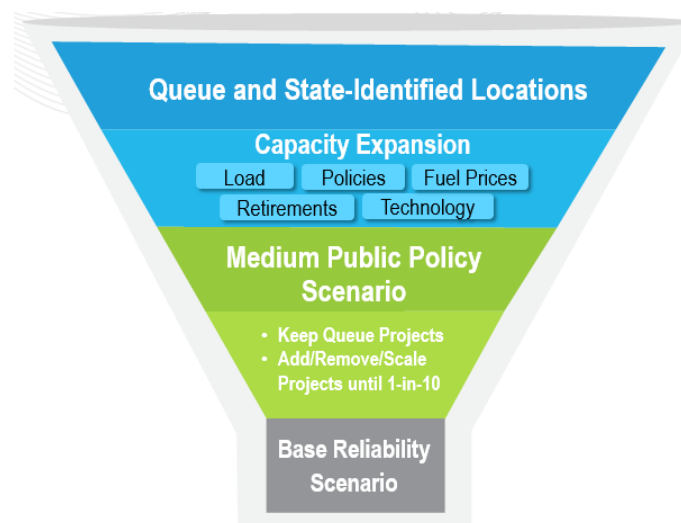 Queue and State-Identified Locations
Capacity Expansion
Load Policies Fuel Prices
Retirements Technology
Medium Public Policy
Scenario
• Keep Queue Projects
• Add/Remove/Scale
Projects until 1-in-10
Base Reliability
Scenario